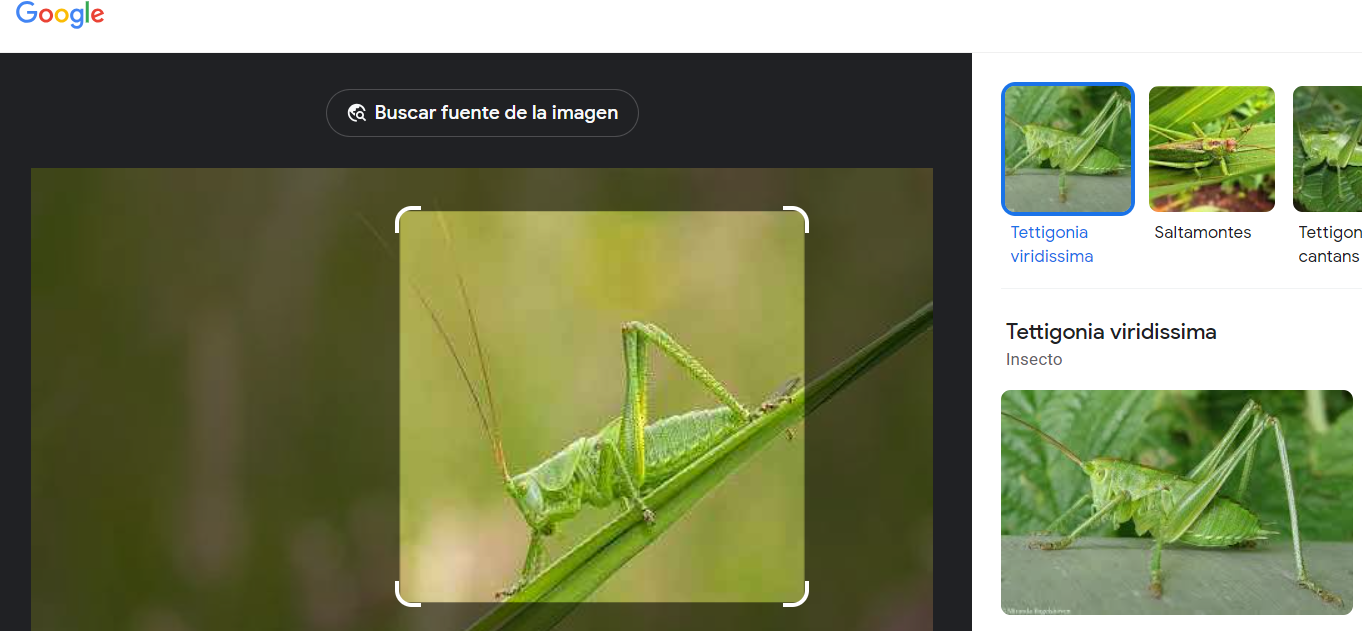 Google
Buscar fuente de la imagen
Tettigonia
viridissima
Saltamontes
Tettigon
cantans
Tettigonia viridissima
Insecto